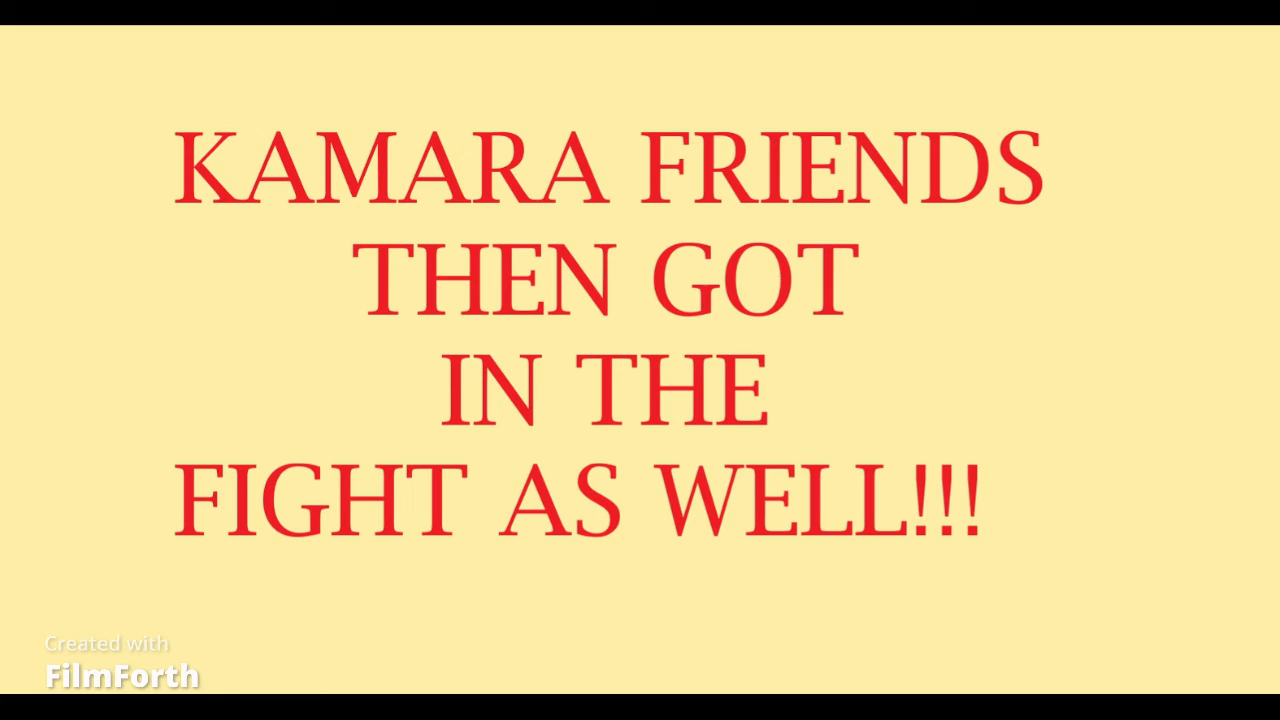 KAMARA FRIENDS
THEN GOT
IN THE
FIGHT AS WELL!!!
Created with
FilmForth